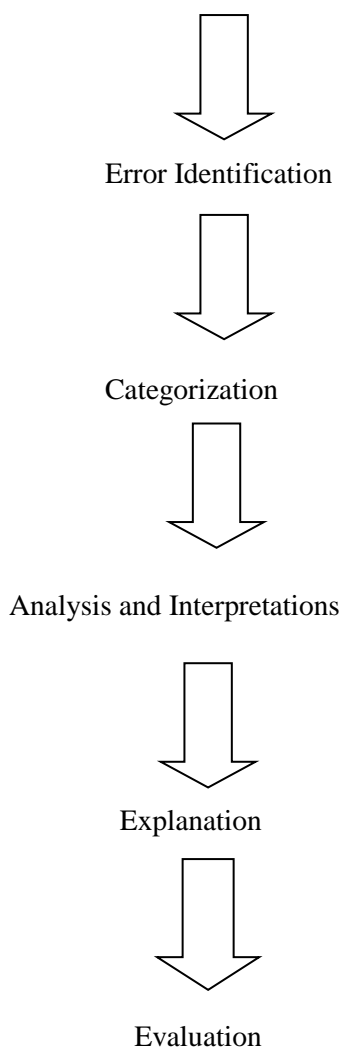 Error Identification
Categorization
Analysis and Interpretations
Explanation
Evaluation